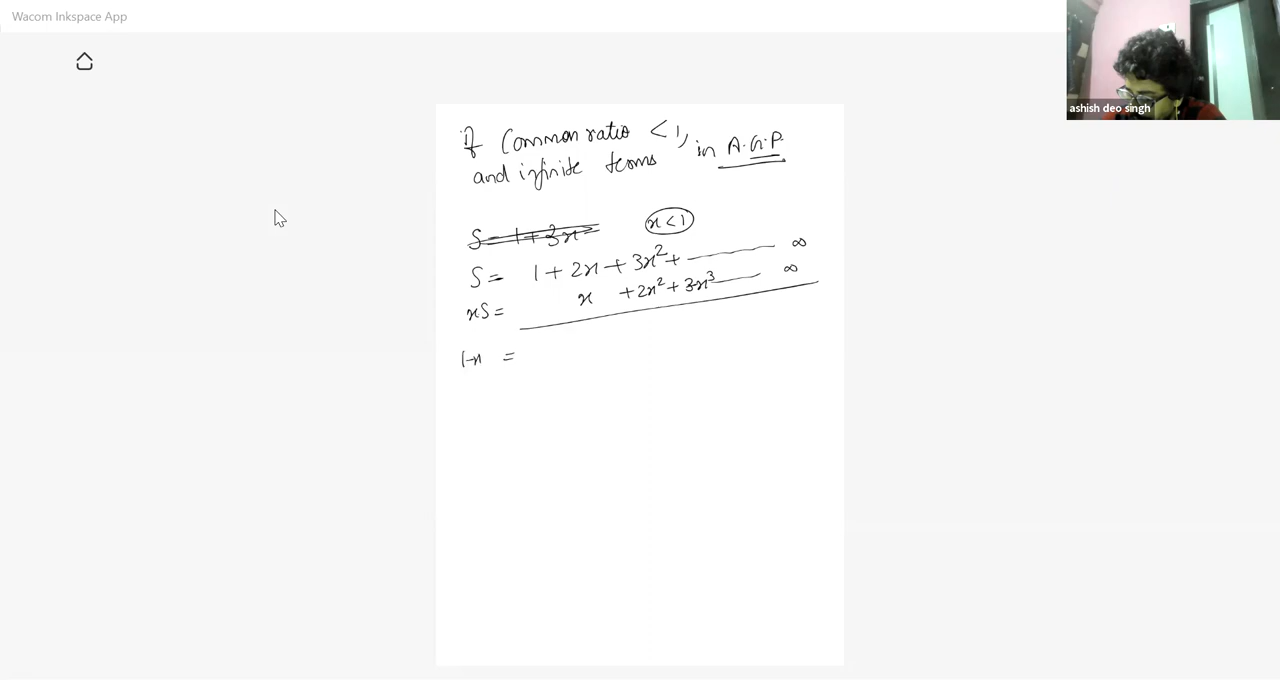 Wacom Inkspace App
ashish deo singh
if Common ratio < 1,
and infinite terms in A.G.P.
S = 1 + 3x²
x < 1
S = 1 + 2x + 3x² + ——— ∞
xS = x + 2x² + 3x³ —— ∞
1-x =